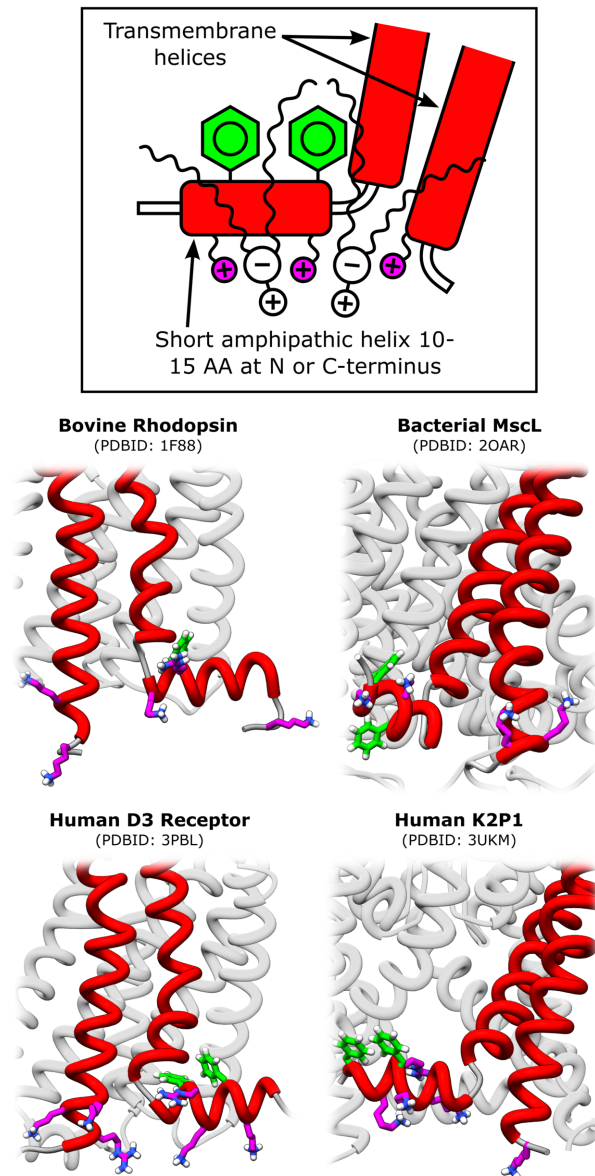 Transmembrane
helices
+
−
+
−
+
+
+
Short amphipathic helix 10-
15 AA at N or C-terminus
Bovine Rhodopsin
(PDBID: 1F88)
Bacterial MscL
(PDBID: 2OAR)
Human D3 Receptor
(PDBID: 3PBL)
Human K2P1
(PDBID: 3UKM)